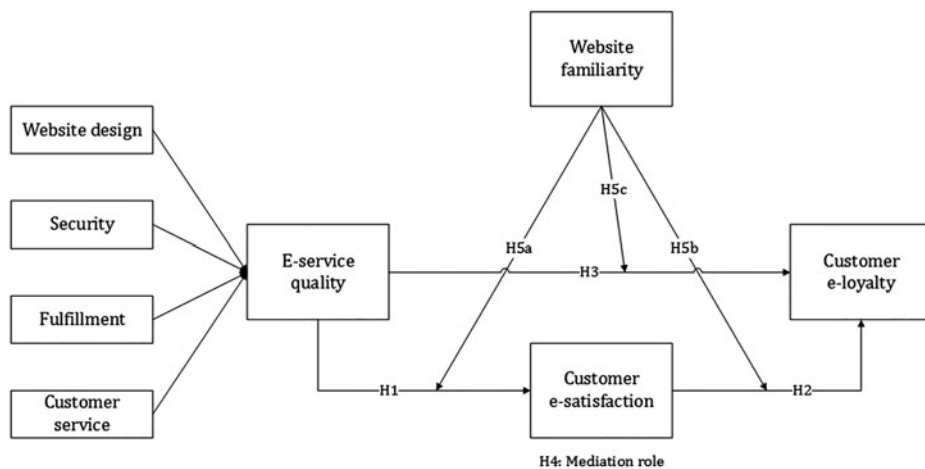 Website
familiarity
Website design
Security
H5c
E-service
quality
H5a
H5b
H3
Customer
e-loyalty
Fulfillment
H1
Customer
e-satisfaction
H2
Customer
service
H4: Mediation role